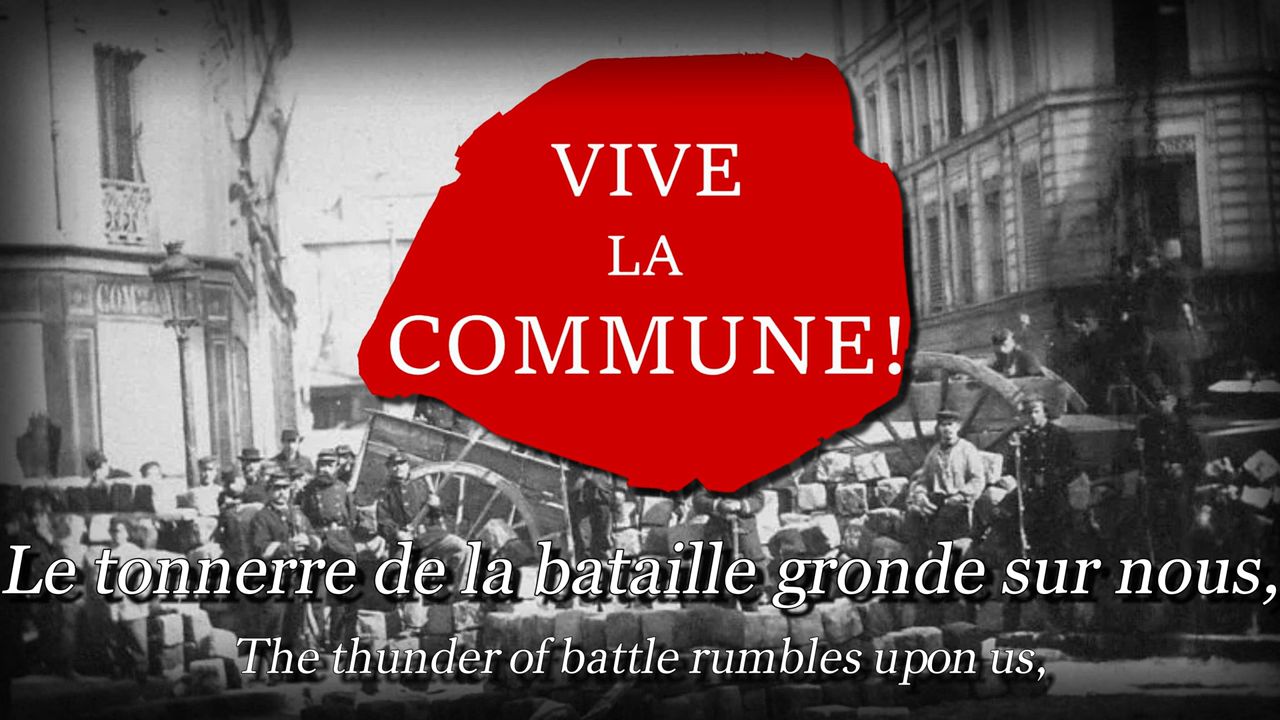 VIVE
LA
COMMUNE!
Le tonnerre de la bataille gronde sur nous,
The thunder of battle rumbles upon us,